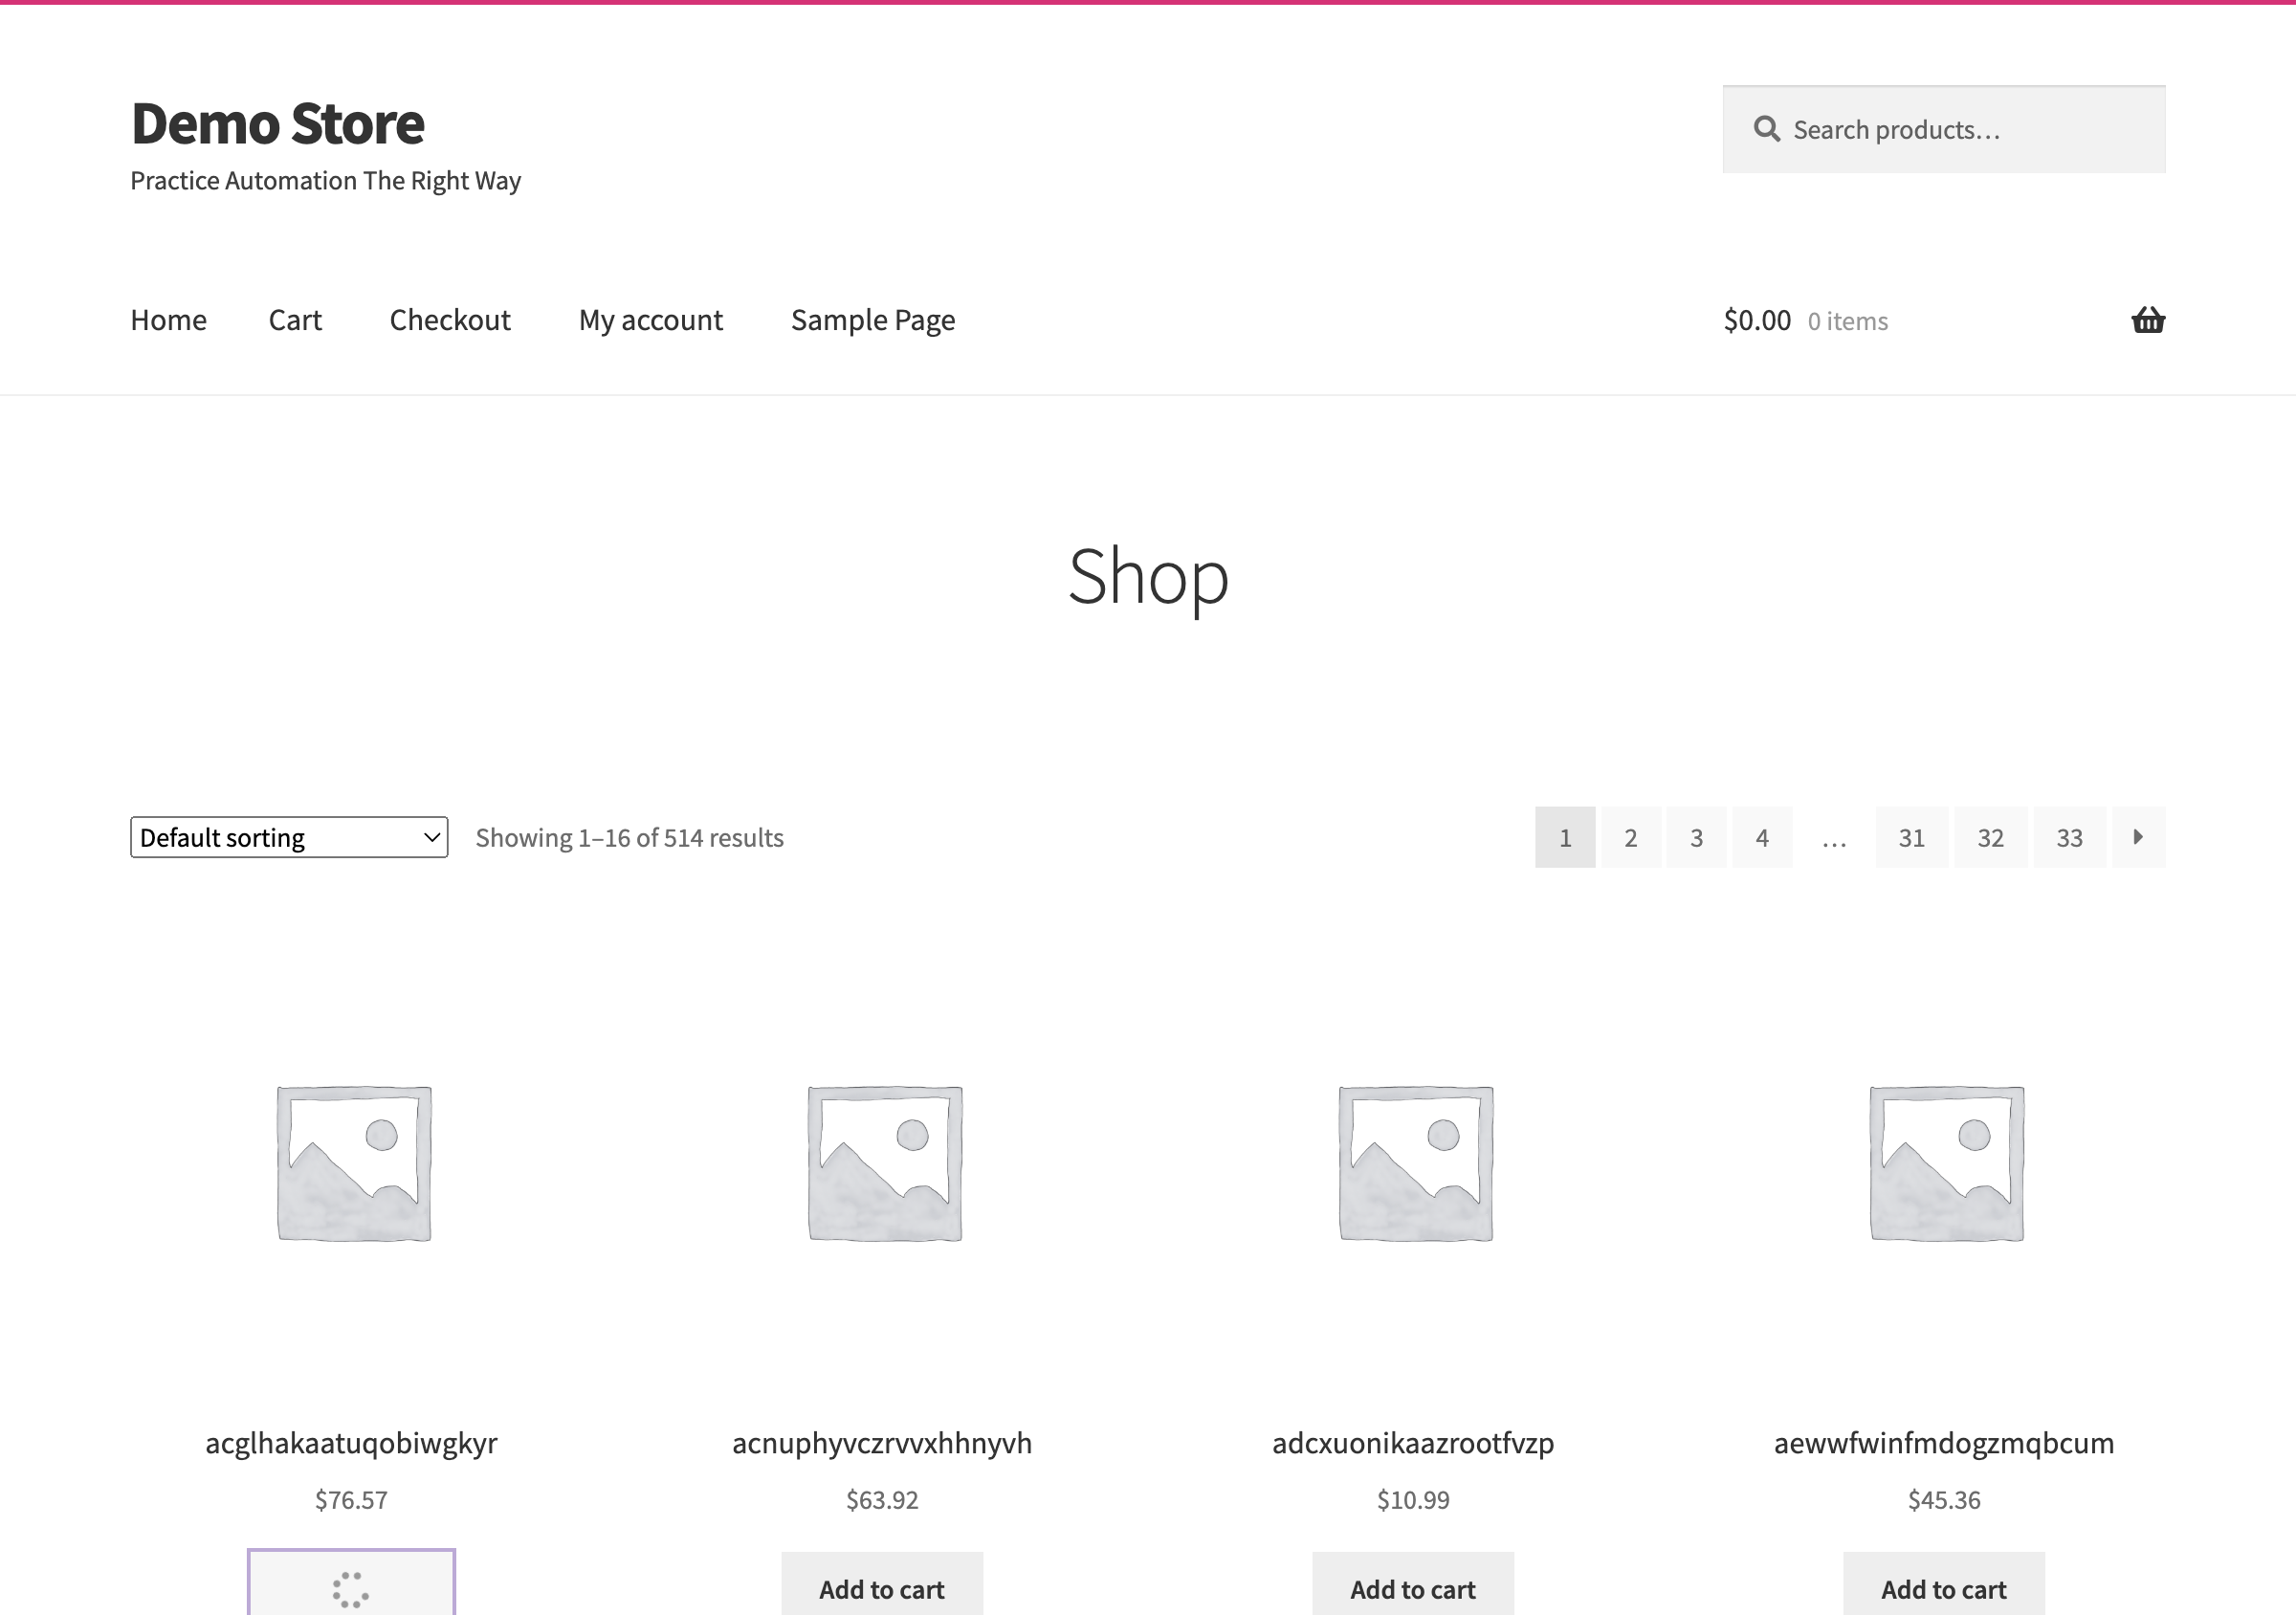 Demo Store
Practice Automation The Right Way
Search products…
Home Cart Checkout My account Sample Page
$0.00 0 items
Shop
Default sorting Showing 1–16 of 514 results
1 2 3 4 … 31 32 33
acglhakaatuqobiwgkyr acnuphyvczrvvxhhnyvh adcxuonikaazrootfvzp aewwfwinfmdogzmqbcum
$76.57 $63.92 $10.99 $45.36
Add to cart Add to cart Add to cart